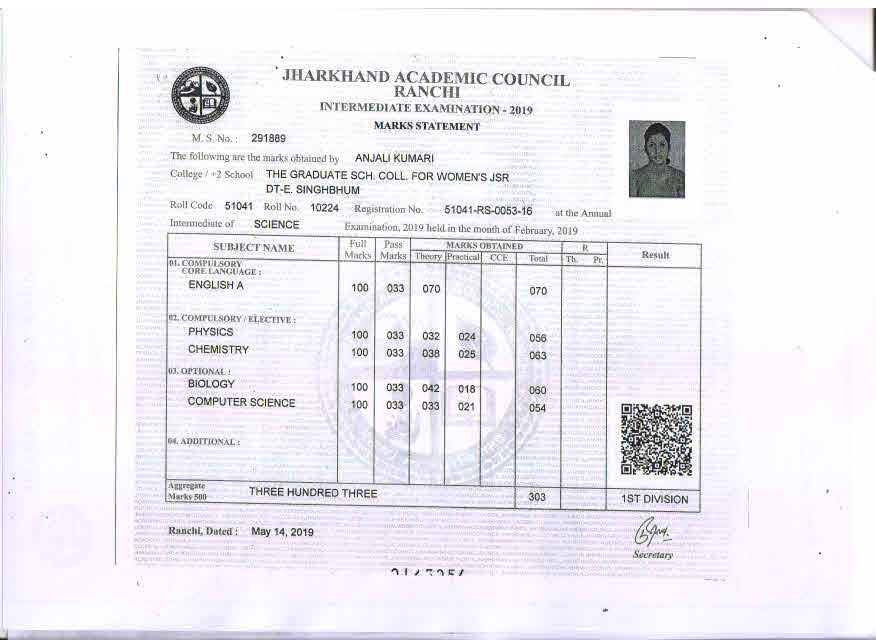 JHARKHAND ACADEMIC COUNCIL
RANCHI
INTERMEDIATE EXAMINATION - 2019
MARKS STATEMENT
M. S. No. : 291889
The following are the marks obtained by ANJALI KUMARI
College / +2 School THE GRADUATE SCH. COLL. FOR WOMEN'S JSR
DT-E. SINGHBHUM
Roll Code 51041 Roll No. 10224 Registration No. 51041-RS-0053-16 at the Annual
Intermediate of SCIENCE Examination, 2019 held in the month of February, 2019
SUBJECT NAME Full Marks Pass Marks MARKS OBTAINED R Result
Theory Practical CCE Total Th. Pr.
01. COMPULSORY
CORE LANGUAGE :
ENGLISH A 100 033 070 070
02. COMPULSORY / ELECTIVE :
PHYSICS 100 033 032 024 056
CHEMISTRY 100 033 038 025 063
03. OPTIONAL :
BIOLOGY 100 033 042 018 060
COMPUTER SCIENCE 100 033 033 021 054
04. ADDITIONAL :
Aggregate
Marks 500 THREE HUNDRED THREE 303 1ST DIVISION
Ranchi, Dated : May 14, 2019
Secretary